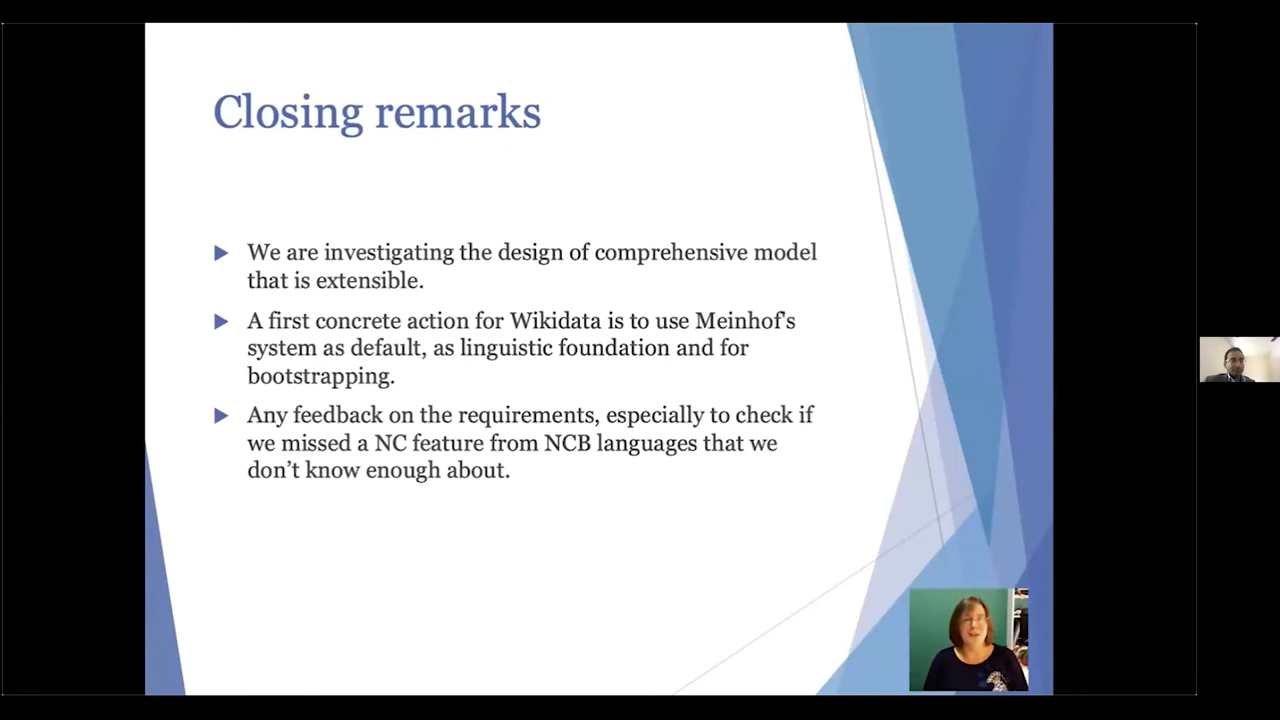 Closing remarks
We are investigating the design of comprehensive model
that is extensible.
A first concrete action for Wikidata is to use Meinhof's
system as default, as linguistic foundation and for
bootstrapping.
Any feedback on the requirements, especially to check if
we missed a NC feature from NCB languages that we
don't know enough about.